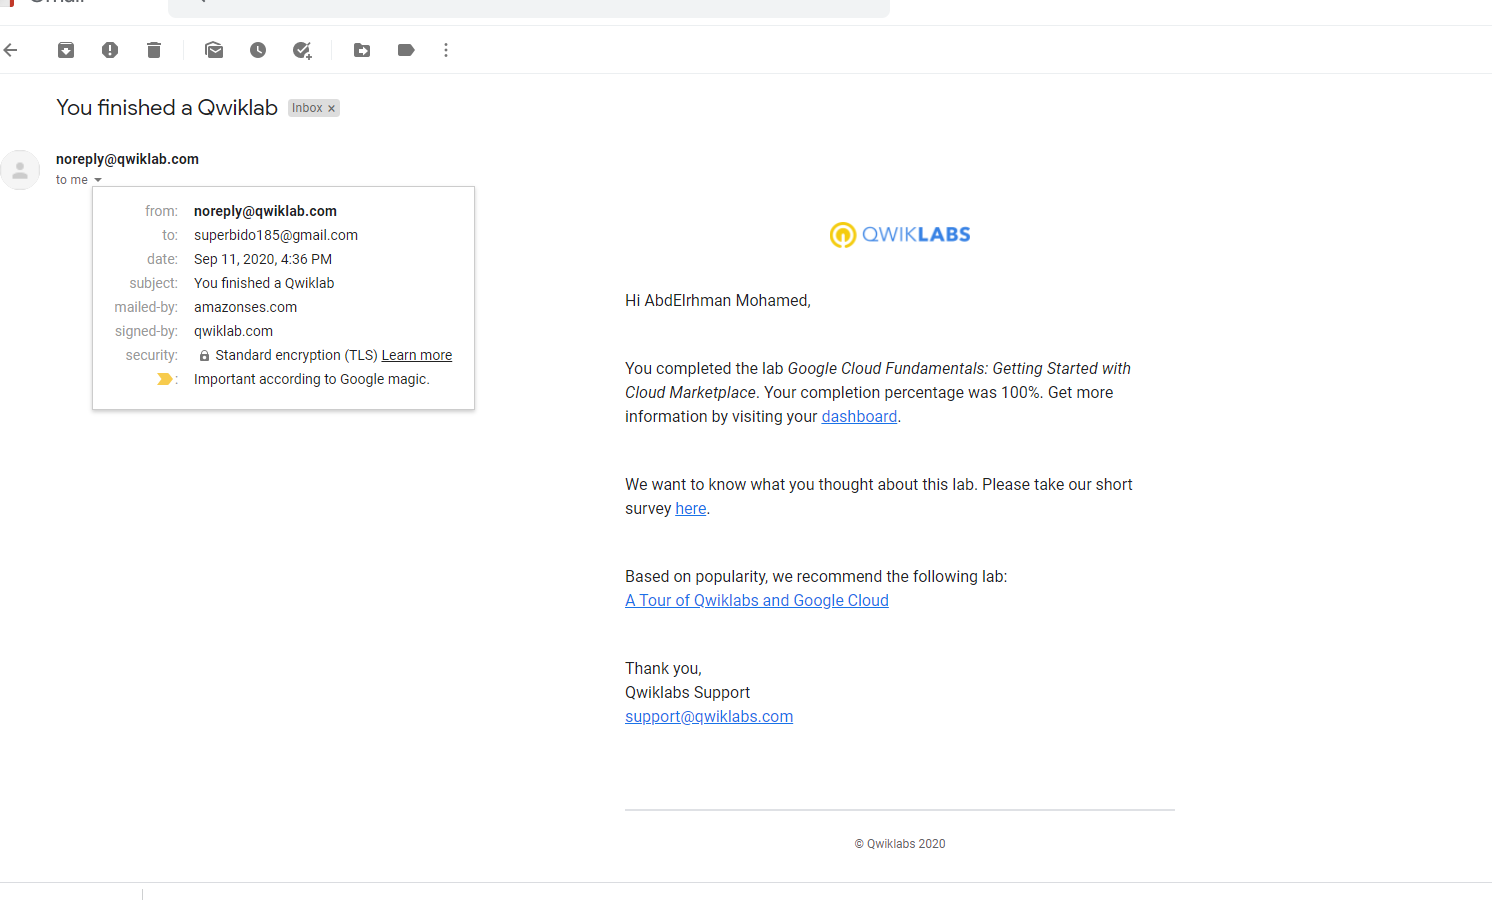 You finished a Qwiklab Inbox ×
noreply@qwiklab.com
to me
from: noreply@qwiklab.com
to: superbido185@gmail.com
date: Sep 11, 2020, 4:36 PM
subject: You finished a Qwiklab
mailed-by: amazonses.com
signed-by: qwiklab.com
security: Standard encryption (TLS) Learn more
: Important according to Google magic.
QWIKLABS
Hi AbdElrhman Mohamed,
You completed the lab Google Cloud Fundamentals: Getting Started with
Cloud Marketplace. Your completion percentage was 100%. Get more
information by visiting your dashboard.
We want to know what you thought about this lab. Please take our short
survey here.
Based on popularity, we recommend the following lab:
A Tour of Qwiklabs and Google Cloud
Thank you,
Qwiklabs Support
support@qwiklabs.com
© Qwiklabs 2020